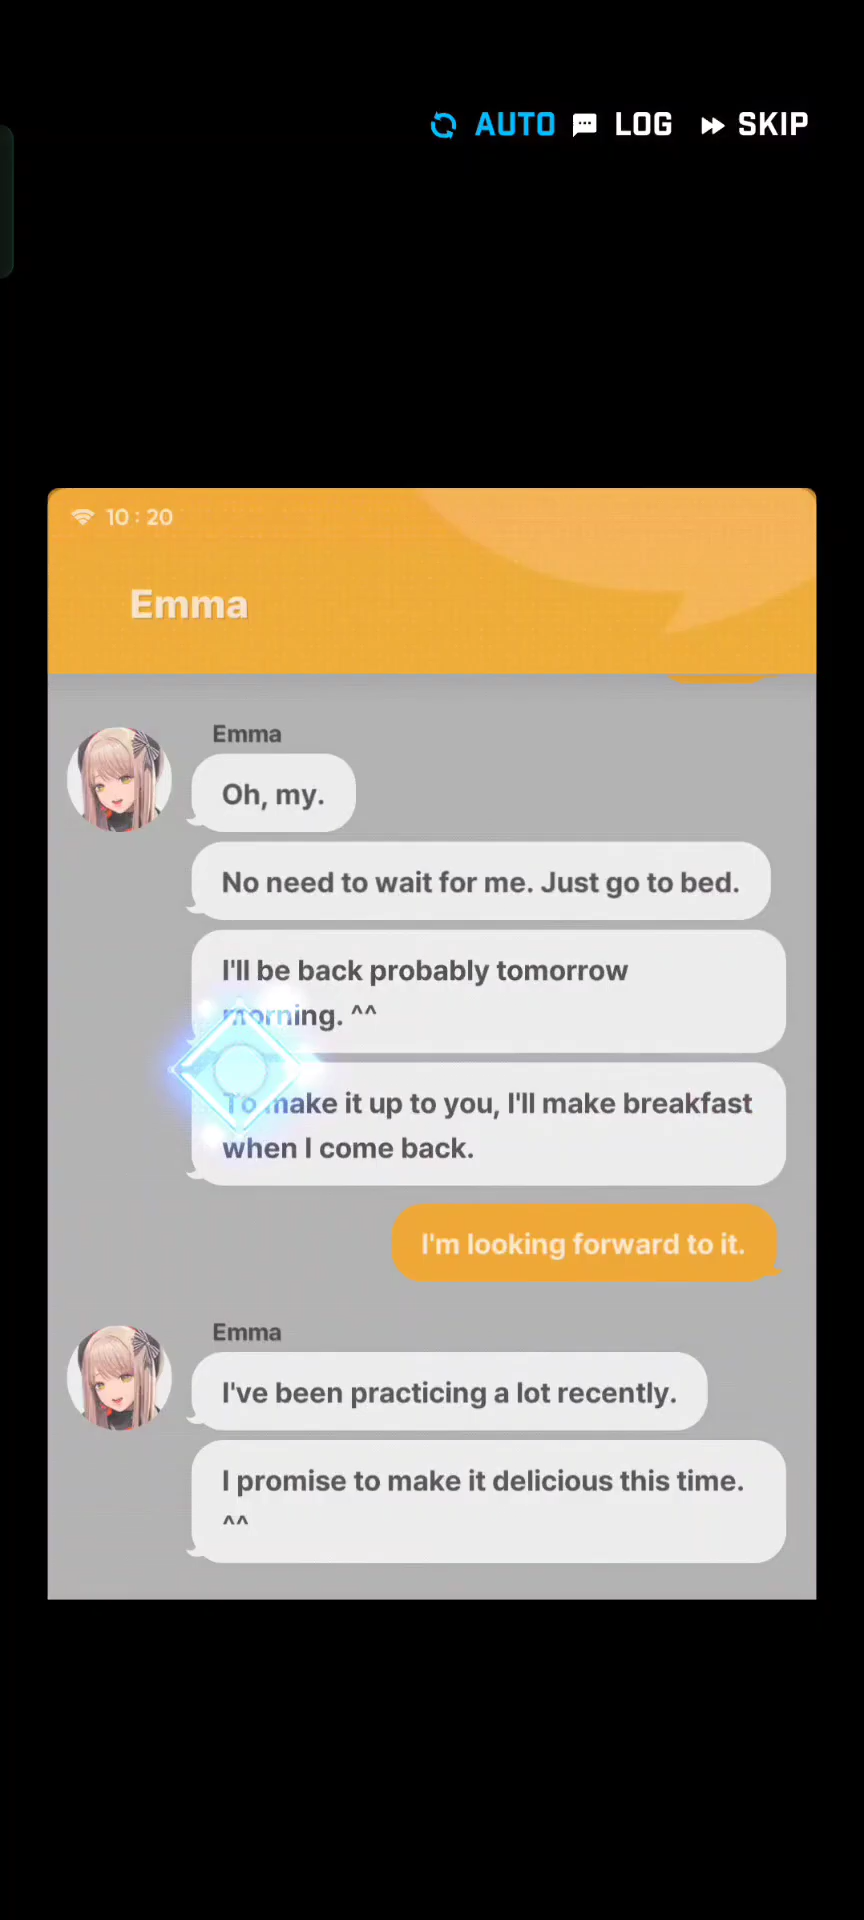 AUTO LOG SKIP
10 : 20
Emma
Emma
Oh, my.
No need to wait for me. Just go to bed.
I'll be back probably tomorrow
morning. ^^
To make it up to you, I'll make breakfast
when I come back.
I'm looking forward to it.
Emma
I've been practicing a lot recently.
I promise to make it delicious this time.
^^